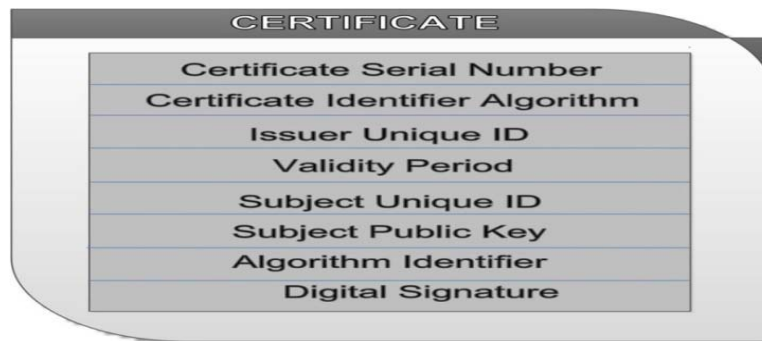 CERTIFICATE
Certificate Serial Number
Certificate Identifier Algorithm
Issuer Unique ID
Validity Period
Subject Unique ID
Subject Public Key
Algorithm Identifier
Digital Signature